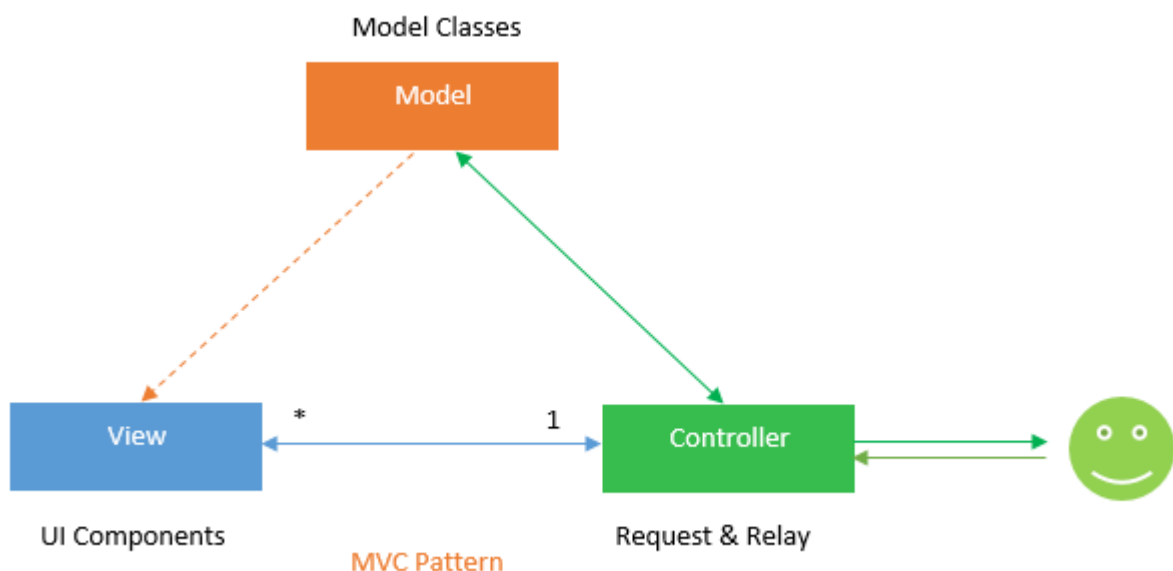 Model Classes
Model
View
*
1
Controller
UI Components
Request & Relay
MVC Pattern